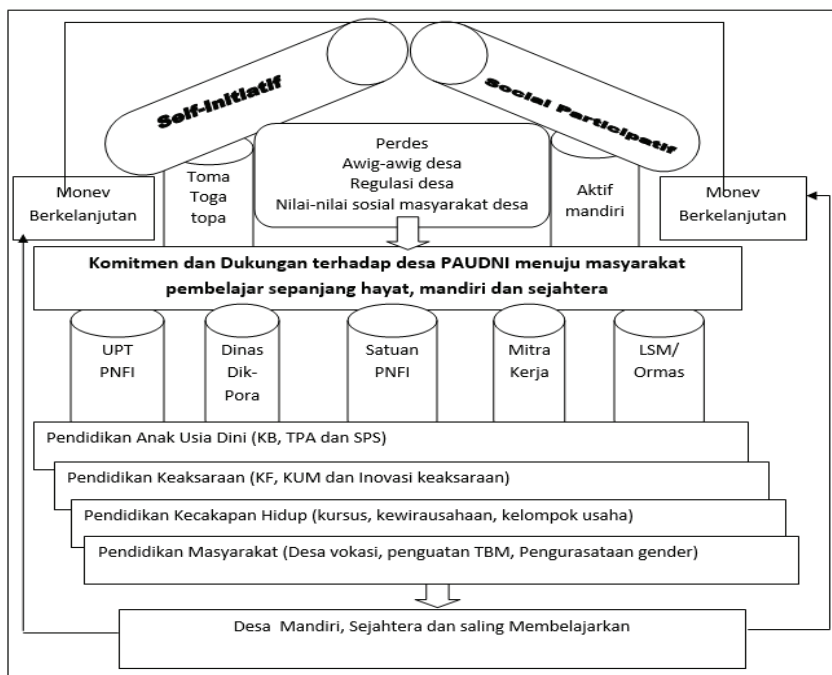 Self-Initiatif
Social Participatif
Perdes
Awig-awig desa
Regulasi desa
Nilai-nilai sosial masyarakat desa
Toma
Toga
topa
Aktif
mandiri
Monev
Berkelanjutan
Monev
Berkelanjutan
Komitmen dan Dukungan terhadap desa PAUDNI menuju masyarakat
pembelajar sepanjang hayat, mandiri dan sejahtera
UPT
PNFI
Dinas
Dik-
Pora
Satuan
PNFI
Mitra
Kerja
LSM/
Ormas
Pendidikan Anak Usia Dini (KB, TPA dan SPS)
Pendidikan Keaksaraan (KF, KUM dan Inovasi keaksaraan)
Pendidikan Kecakapan Hidup (kursus, kewirausahaan, kelompok usaha)
Pendidikan Masyarakat (Desa vokasi, penguatan TBM, Pengurasataan gender)
Desa Mandiri, Sejahtera dan saling Membelajarkan